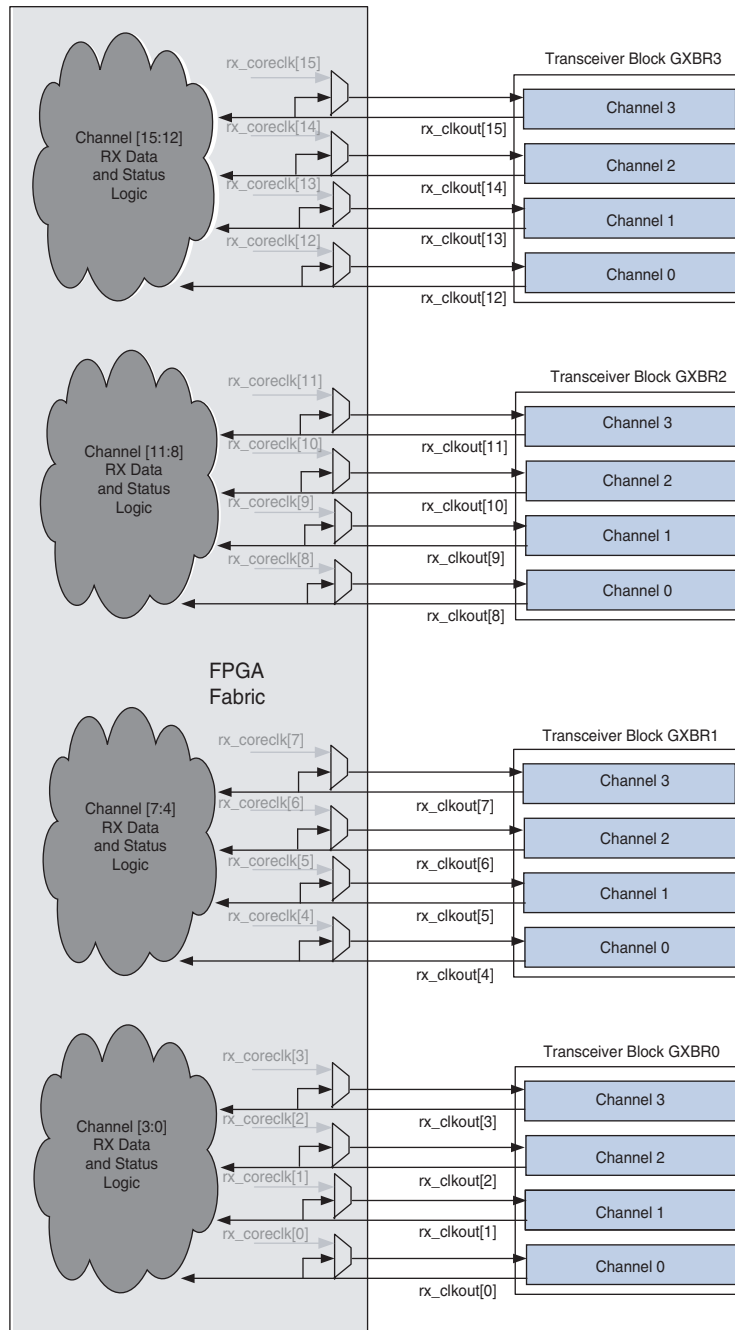 rx_coreclk[15]
Transceiver Block GXBR3
Channel [15:12]
RX Data
and Status
Logic
Channel 3
rx_clkout[15]
rx_coreclk[14]
Channel 2
rx_clkout[14]
rx_coreclk[13]
Channel 1
rx_clkout[13]
rx_coreclk[12]
Channel 0
rx_clkout[12]
Transceiver Block GXBR2
rx_coreclk[11]
Channel [11:8]
RX Data
and Status
Logic
Channel 3
rx_clkout[11]
rx_coreclk[10]
Channel 2
rx_clkout[10]
rx_coreclk[9]
Channel 1
rx_clkout[9]
rx_coreclk[8]
Channel 0
rx_clkout[8]
FPGA
Fabric
Transceiver Block GXBR1
rx_coreclk[7]
Channel [7:4]
RX Data
and Status
Logic
Channel 3
rx_clkout[7]
rx_coreclk[6]
Channel 2
rx_clkout[6]
rx_coreclk[5]
Channel 1
rx_clkout[5]
rx_coreclk[4]
Channel 0
rx_clkout[4]
Transceiver Block GXBR0
rx_coreclk[3]
Channel [3:0]
RX Data
and Status
Logic
Channel 3
rx_clkout[3]
rx_coreclk[2]
Channel 2
rx_clkout[2]
rx_coreclk[1]
Channel 1
rx_clkout[1]
rx_coreclk[0]
Channel 0
rx_clkout[0]